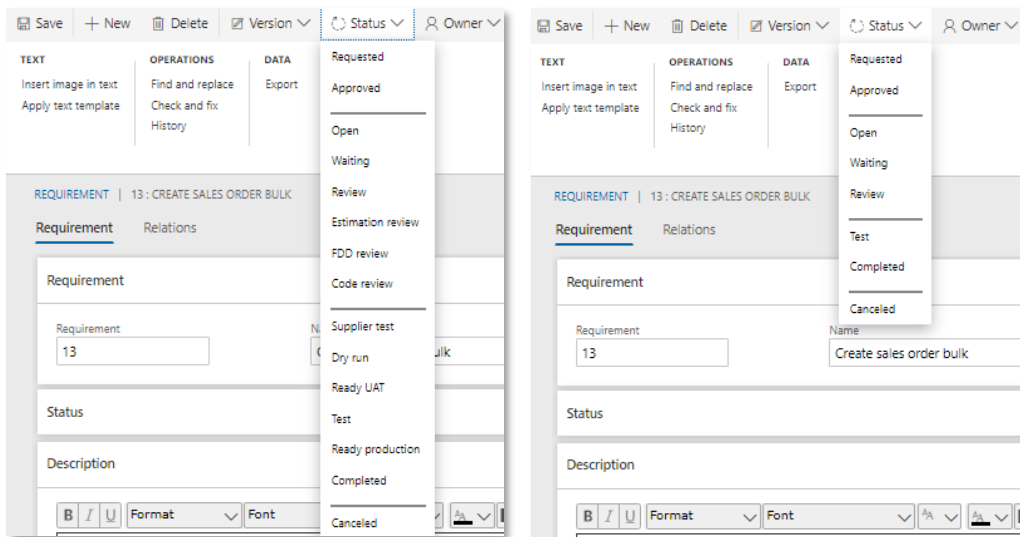 Save New Delete Version Status Owner
TEXT OPERATIONS DATA
Insert image in text Find and replace Export
Apply text template Check and fix
History
Requested
Approved
Open
Waiting
Review
Estimation review
FDD review
Code review
Supplier test
Dry run
Ready UAT
Test
Ready production
Completed
Canceled
REQUIREMENT | 13 : CREATE SALES ORDER BULK
Requirement Relations
Requirement
Requirement
13
Status
Description
B I U Format Font
Save New Delete Version Status Owner
TEXT OPERATIONS DATA
Insert image in text Find and replace Export
Apply text template Check and fix
History
Requested
Approved
Open
Waiting
Review
Test
Completed
Canceled
REQUIREMENT | 13 : CREATE SALES ORDER BULK
Requirement Relations
Requirement
Requirement Name
13 Create sales order bulk
Status
Description
B I U Format Font